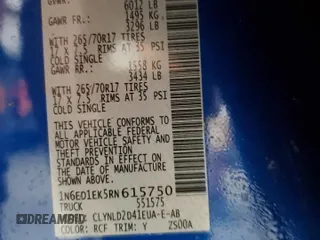 6012 LB
GAWR FR.: 1495 KG
3296 LB
WITH 265/70R17 TIRES
17 X 7.5 RIMS AT 35 PSI
COLD SINGLE
GAWR RR.: 1558 KG
3434 LB
WITH 265/70R17 TIRES
17 X 7.5 RIMS AT 35 PSI
COLD SINGLE
THIS VEHICLE CONFORMS TO
ALL APPLICABLE FEDERAL
MOTOR VEHICLE SAFETY
AND THEFT PREVENTION
STANDARDS IN EFFECT ON
THE DATE OF MANUFACTURE
SHOWN ABOVE.
1N6ED1EK5RN615750
TRUCK 551575
MODEL: CLYNLD2D41EUA-E-AB
COLOR: RCF TRIM: Y ZS00A
DREAMBID